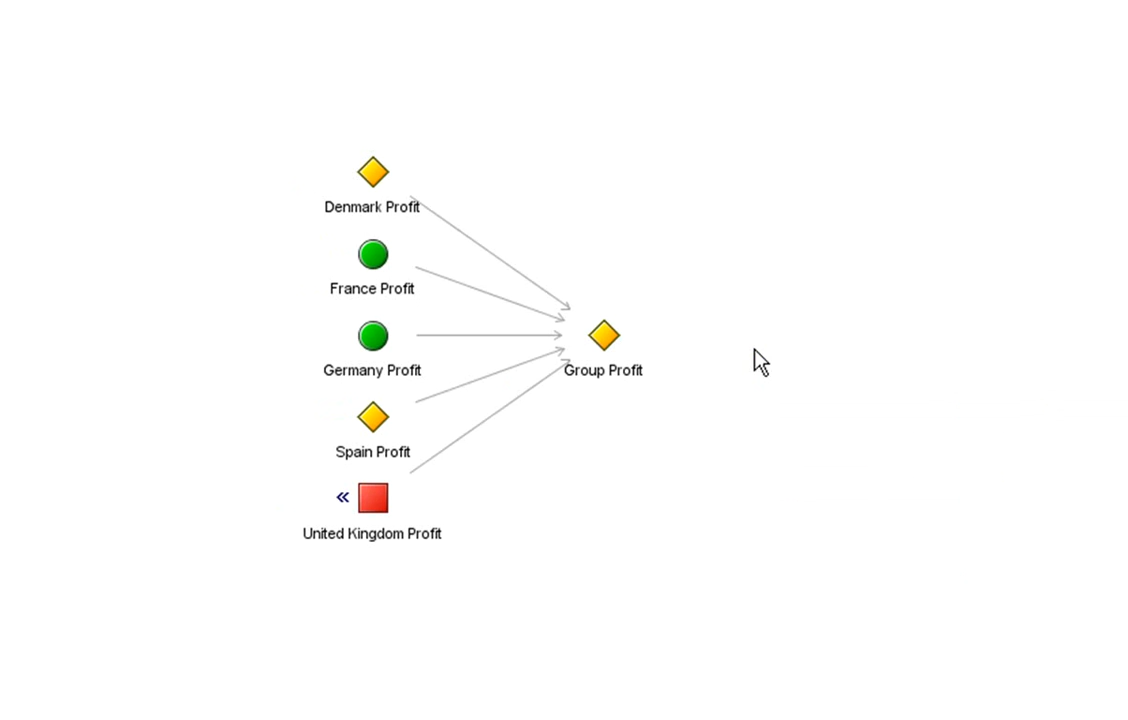 Denmark Profit
France Profit
Germany Profit
Group Profit
Spain Profit
United Kingdom Profit